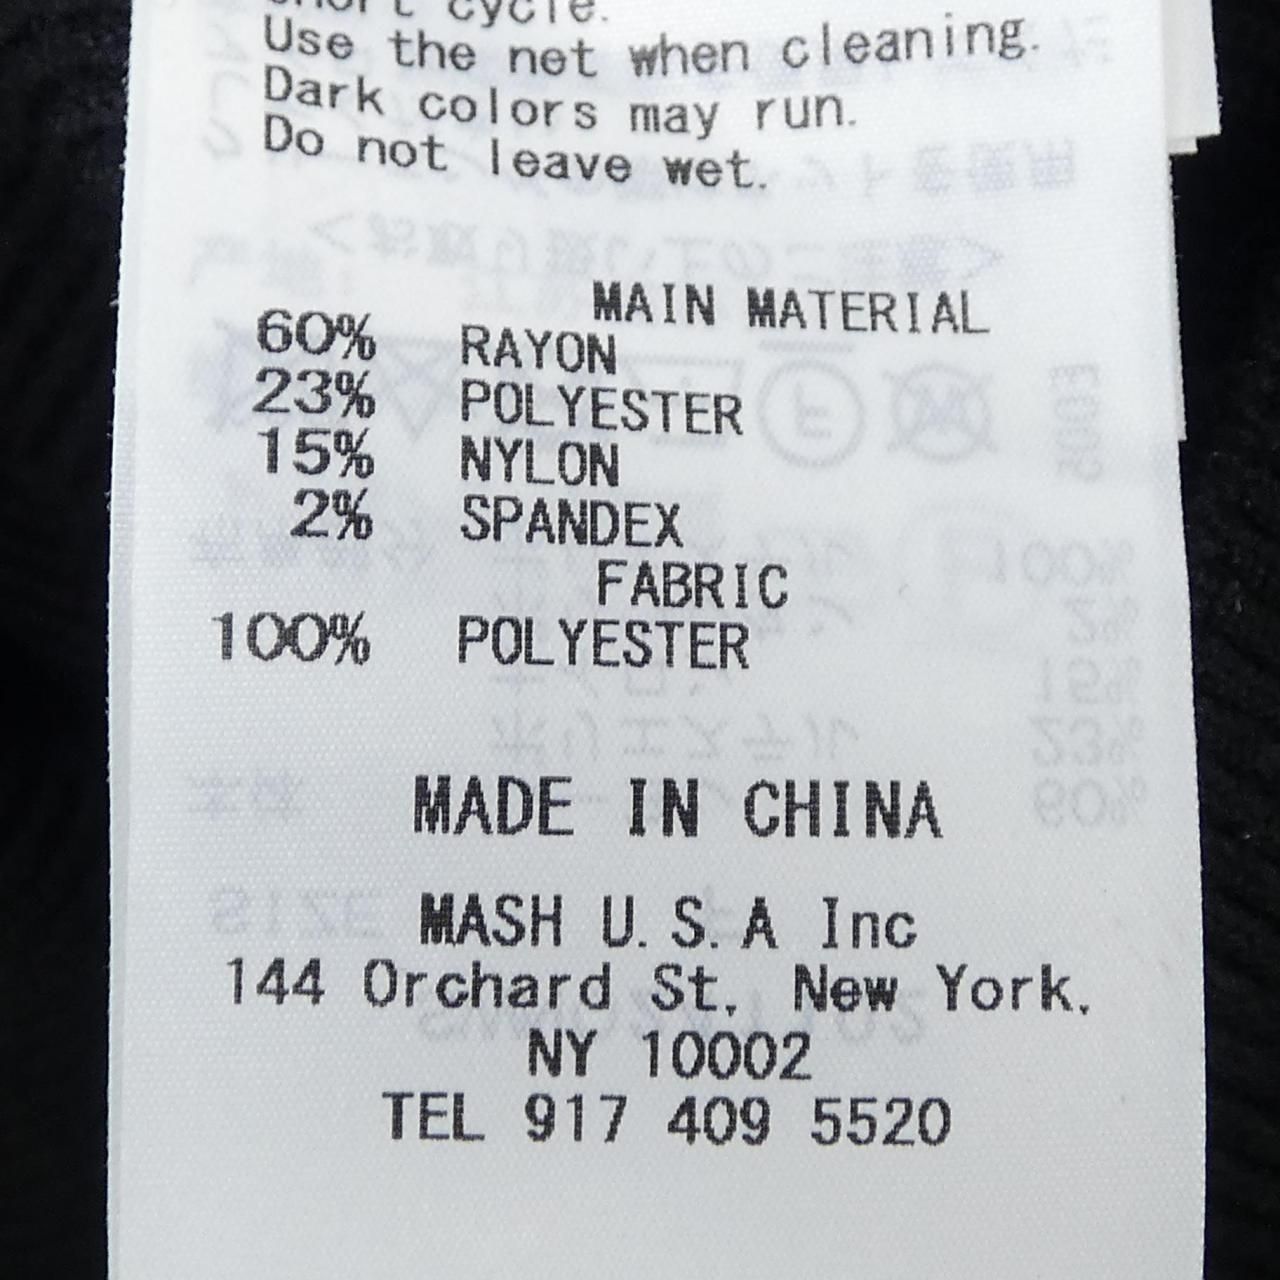 short cycle.
Use the net when cleaning.
Dark colors may run.
Do not leave wet.
MAIN MATERIAL
60% RAYON
23% POLYESTER
15% NYLON
2% SPANDEX
FABRIC
100% POLYESTER
MADE IN CHINA
MASH U.S.A Inc
144 Orchard St, New York,
NY 10002
TEL 917 409 5520